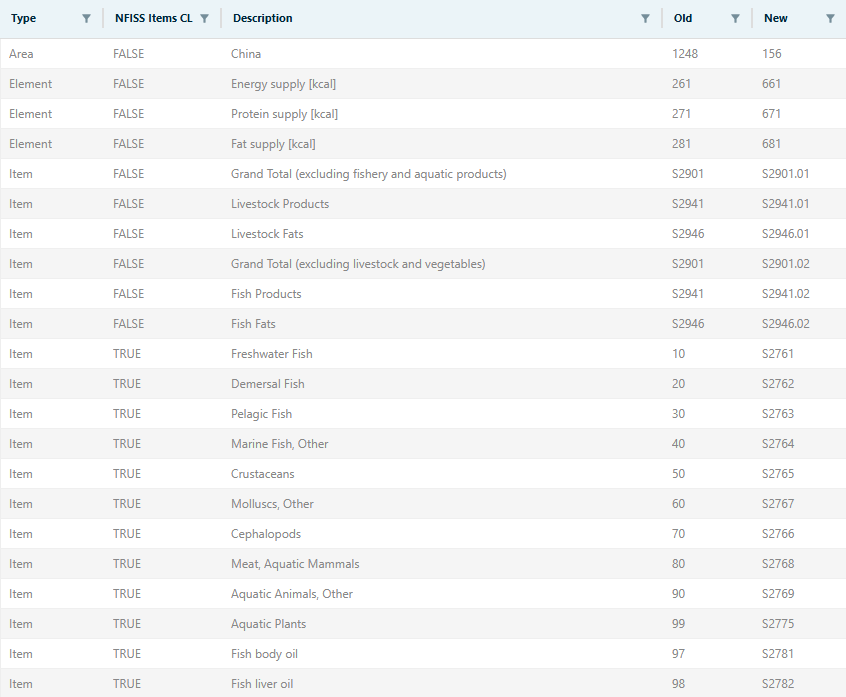 Type NFISS Items CL Description Old New
Area FALSE China 1248 156
Element FALSE Energy supply [kcal] 261 661
Element FALSE Protein supply [kcal] 271 671
Element FALSE Fat supply [kcal] 281 681
Item FALSE Grand Total (excluding fishery and aquatic products) S2901 S2901.01
Item FALSE Livestock Products S2941 S2941.01
Item FALSE Livestock Fats S2946 S2946.01
Item FALSE Grand Total (excluding livestock and vegetables) S2901 S2901.02
Item FALSE Fish Products S2941 S2941.02
Item FALSE Fish Fats S2946 S2946.02
Item TRUE Freshwater Fish 10 S2761
Item TRUE Demersal Fish 20 S2762
Item TRUE Pelagic Fish 30 S2763
Item TRUE Marine Fish, Other 40 S2764
Item TRUE Crustaceans 50 S2765
Item TRUE Molluscs, Other 60 S2767
Item TRUE Cephalopods 70 S2766
Item TRUE Meat, Aquatic Mammals 80 S2768
Item TRUE Aquatic Animals, Other 90 S2769
Item TRUE Aquatic Plants 99 S2775
Item TRUE Fish body oil 97 S2781
Item TRUE Fish liver oil 98 S2782